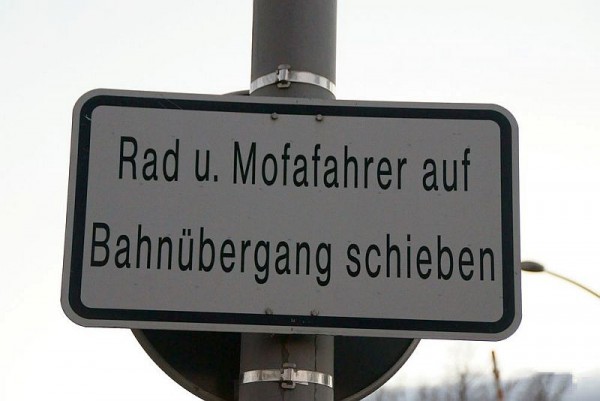 Rad u. Mofafahrer auf
Bahnübergang schieben